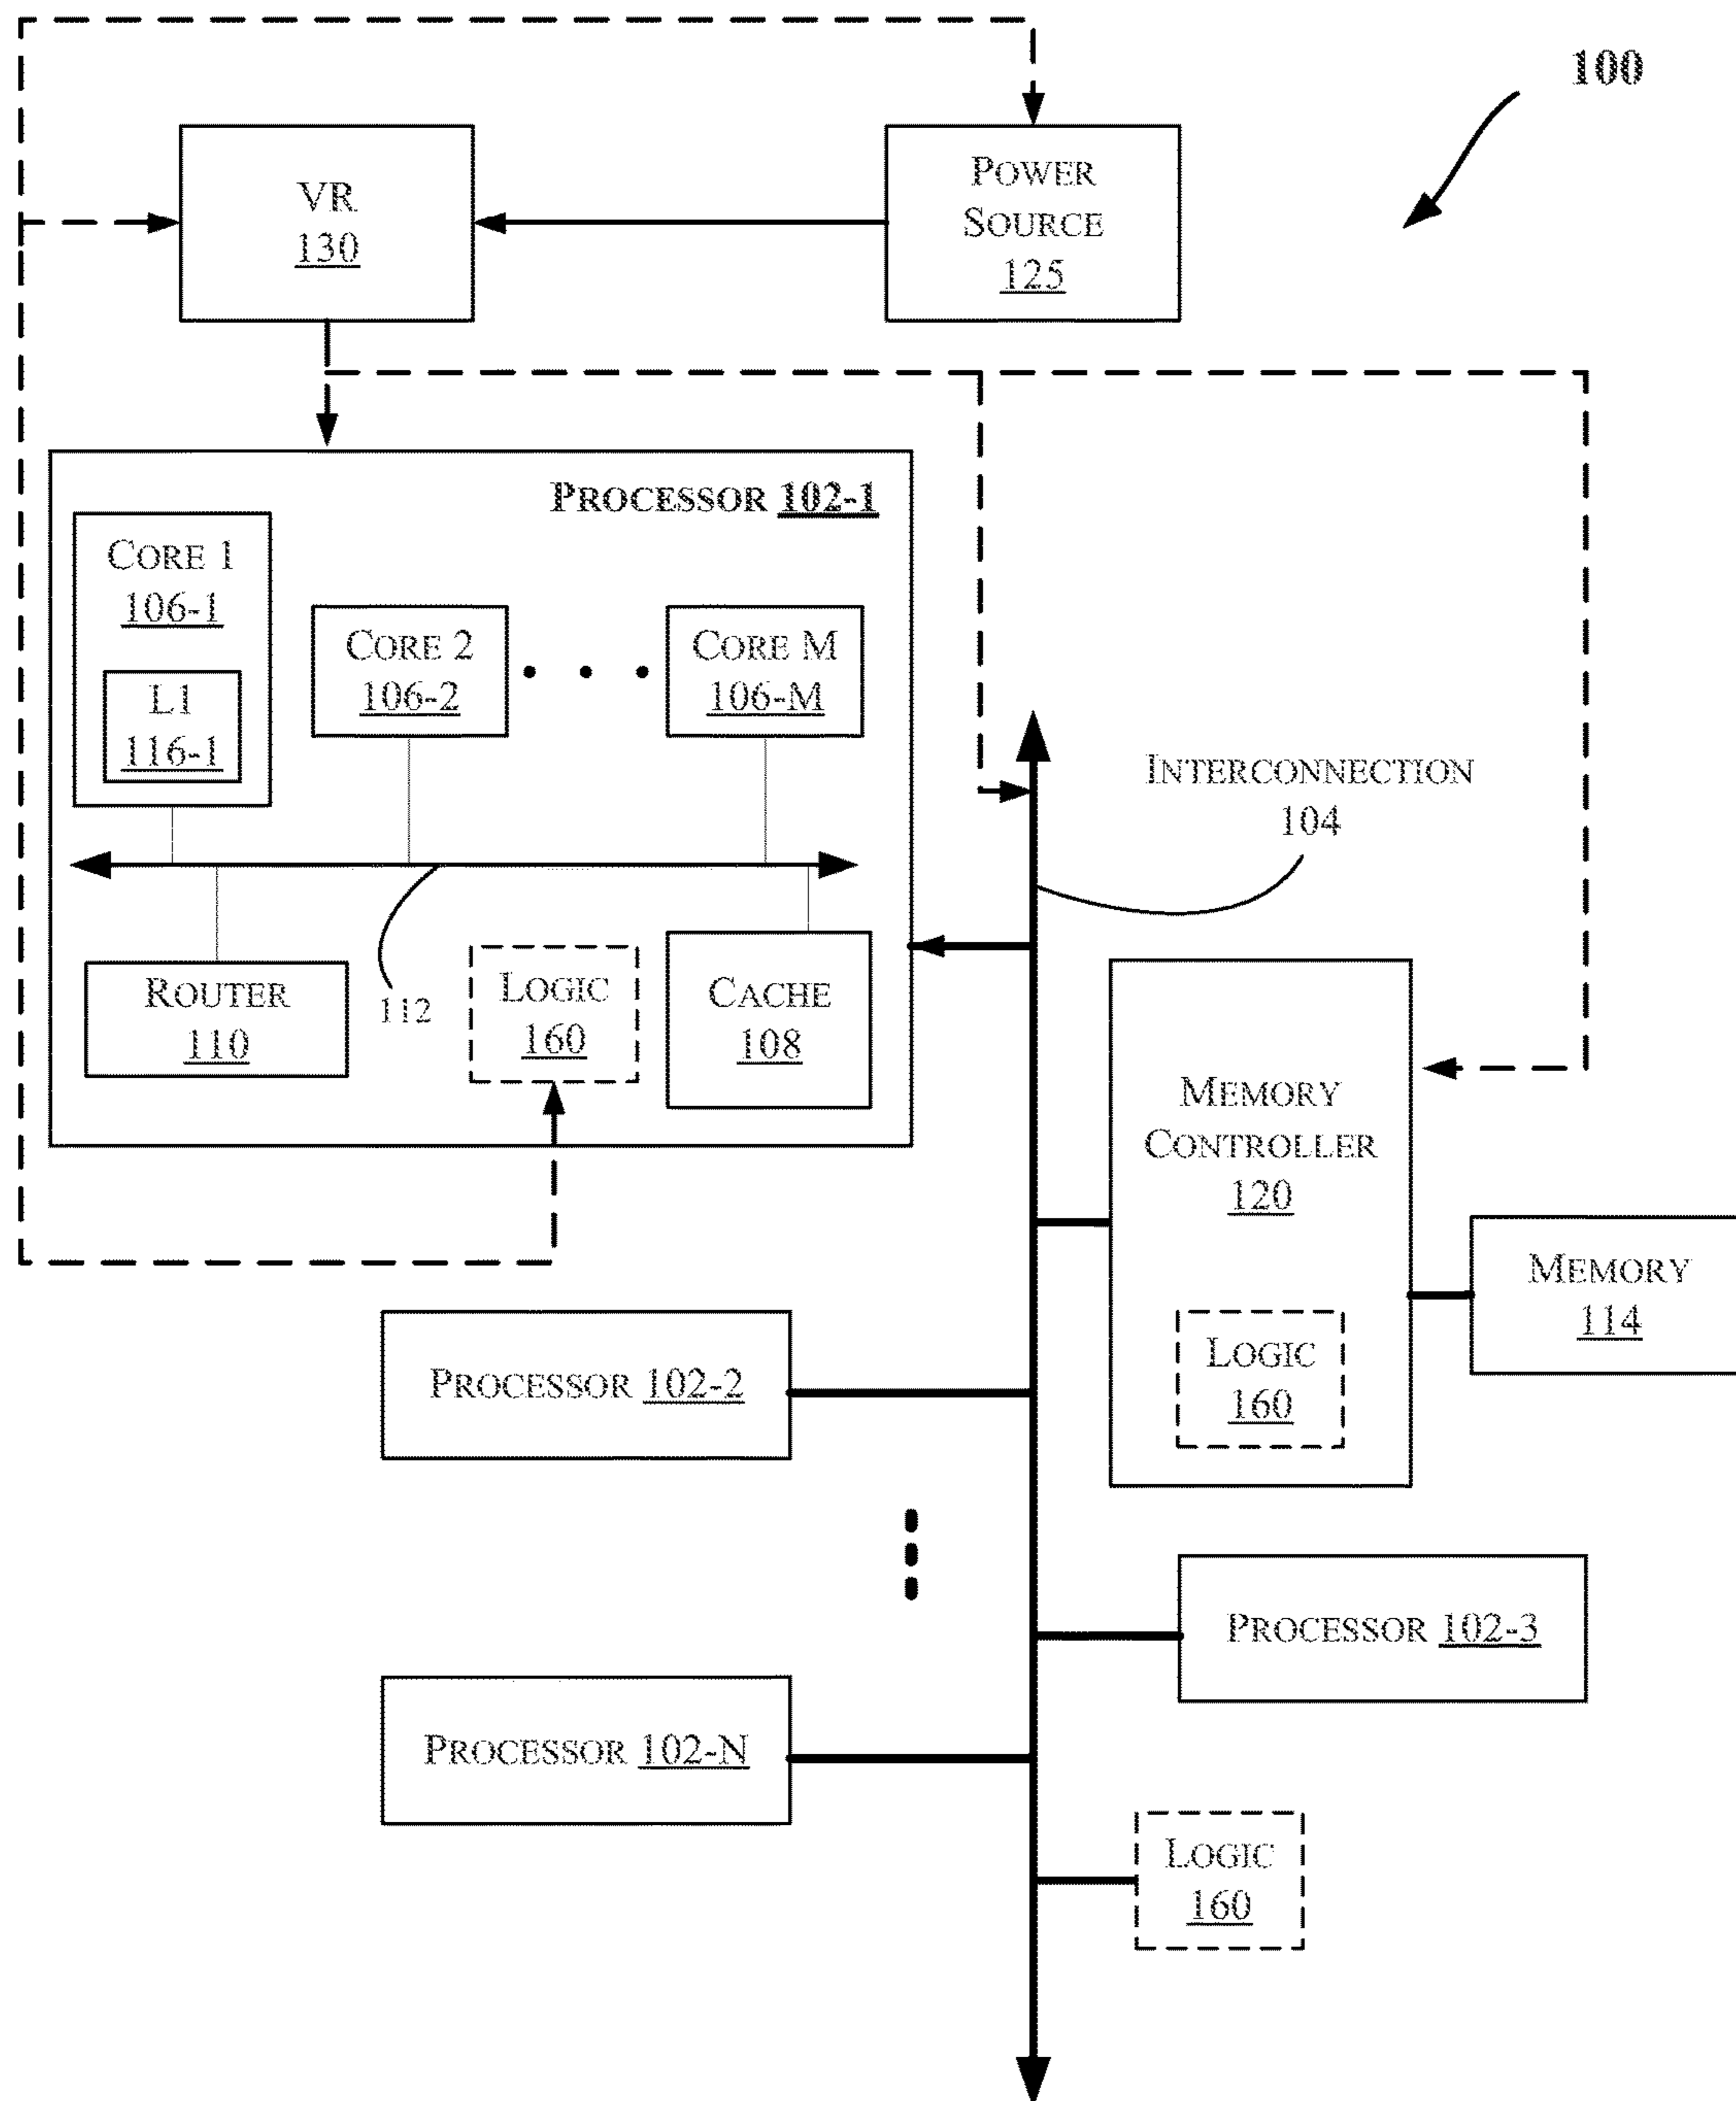 100
VR
130
POWER
SOURCE
125
PROCESSOR 102-1
CORE 1
106-1
L1
116-1
CORE 2
106-2
CORE M
106-M
INTERCONNECTION
104
ROUTER
110
112
LOGIC
160
CACHE
108
MEMORY
CONTROLLER
120
LOGIC
160
MEMORY
114
PROCESSOR 102-2
PROCESSOR 102-3
PROCESSOR 102-N
LOGIC
160